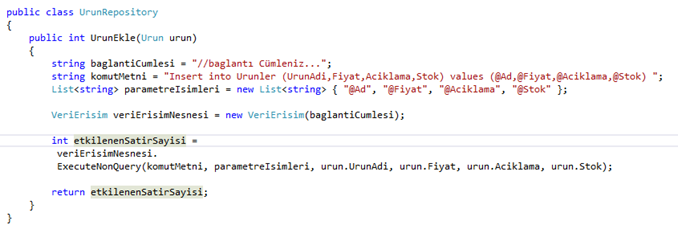 public class UrunRepository
{
public int UrunEkle(Urun urun)
{
string baglantiCumlesi = "//baglantı Cümleniz...";
string komutMetni = "Insert into Urunler (UrunAdi,Fiyat,Aciklama,Stok) values (@Ad,@Fiyat,@Aciklama,@Stok) ";
List<string> parametreIsimleri = new List<string> { "@Ad", "@Fiyat", "@Aciklama", "@Stok" };
VeriErisim veriErisimNesnesi = new VeriErisim(baglantiCumlesi);
int etkilenenSatirSayisi =
veriErisimNesnesi.
ExecuteNonQuery(komutMetni, parametreIsimleri, urun.UrunAdi, urun.Fiyat, urun.Aciklama, urun.Stok);
return etkilenenSatirSayisi;
}
}